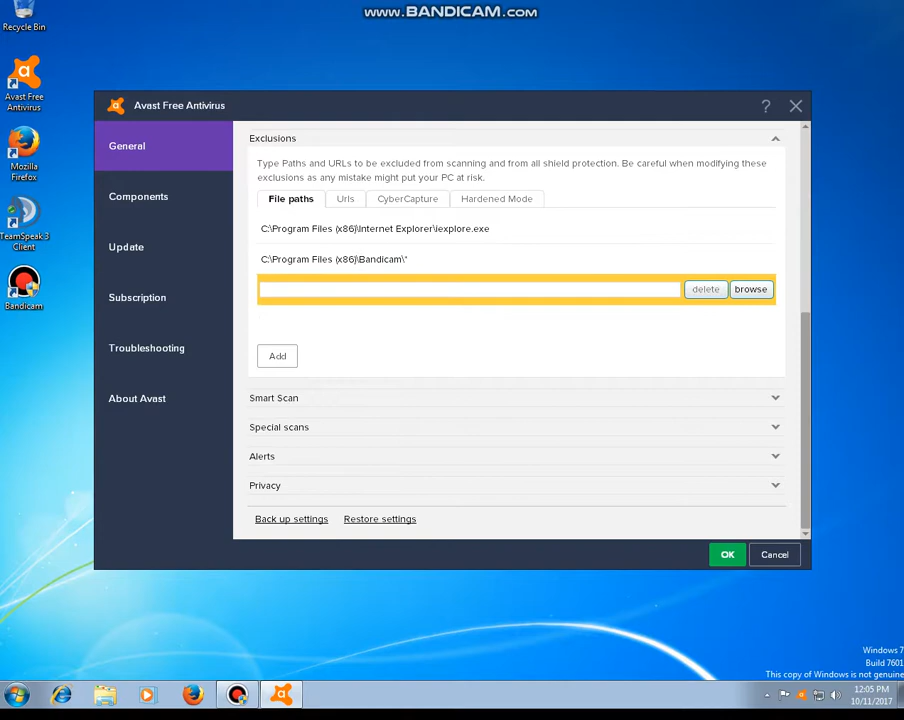 www.BANDICAM.com
Recycle Bin
Avast Free
Antivirus
Mozilla
Firefox
TeamSpeak 3
Client
Bandicam
Avast Free Antivirus
?
General
Components
Update
Subscription
Troubleshooting
About Avast
Exclusions
Type Paths and URLs to be excluded from scanning and from all shield protection. Be careful when modifying these
exclusions as any mistake might put your PC at risk.
File paths
Urls
CyberCapture
Hardened Mode
C:\Program Files (x86)\Internet Explorer\iexplore.exe
C:\Program Files (x86)\Bandicam\*
delete
browse
Add
Smart Scan
Special scans
Alerts
Privacy
Back up settings
Restore settings
OK
Cancel
Windows 7
Build 7601
This copy of Windows is not genuine
12:05 PM
10/11/2017